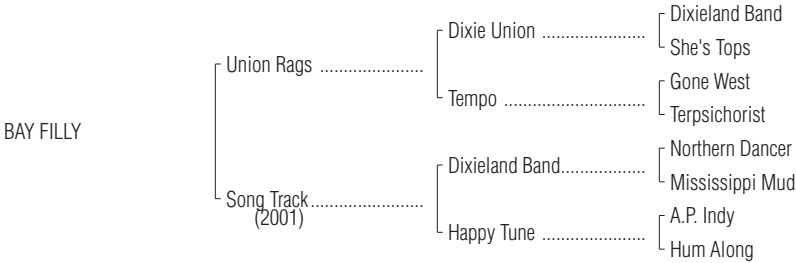 Dixieland Band
Dixie Union ......................
She's Tops
Union Rags ......................
Gone West
Tempo ..............................
Terpsichorist
BAY FILLY
Northern Dancer
Dixieland Band..................
Mississippi Mud
Song Track........................
(2001)
A.P. Indy
Happy Tune ......................
Hum Along